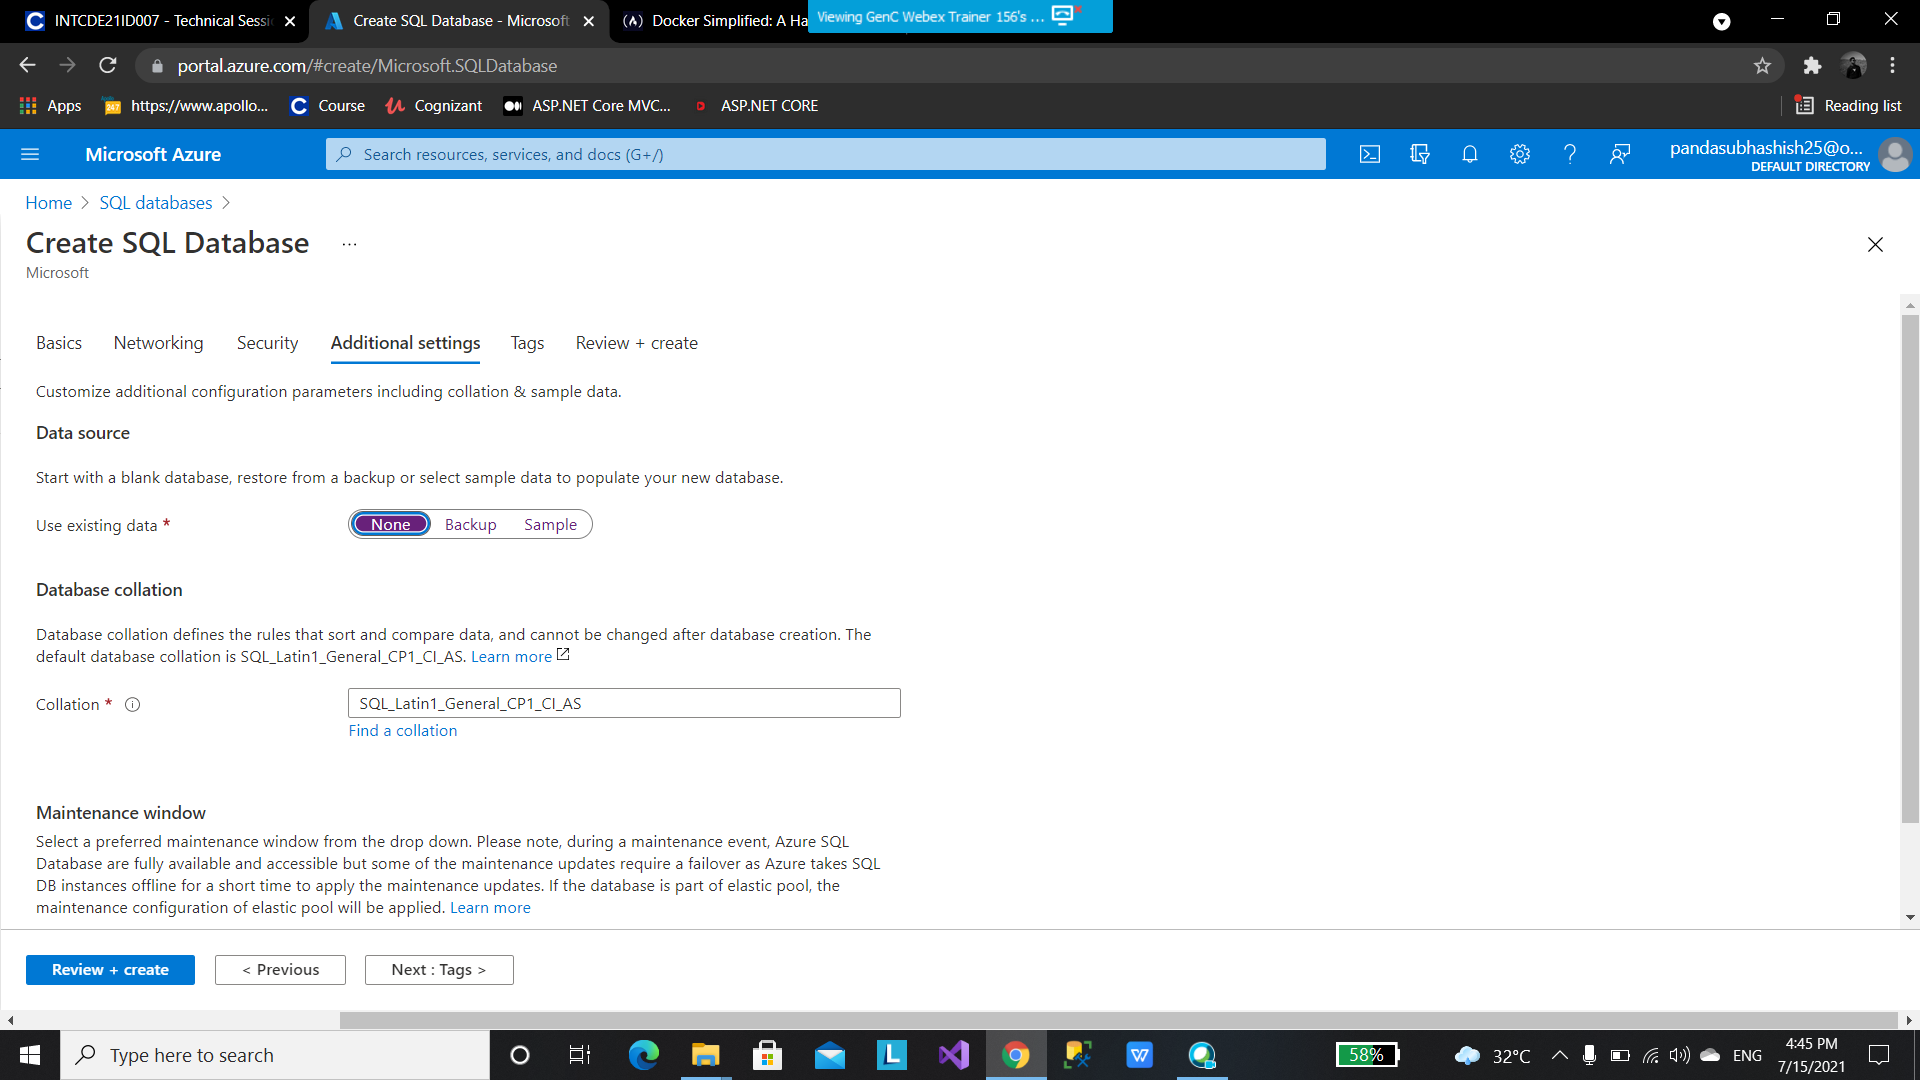 INTCDE21ID007 - Technical Sessi
Create SQL Database - Microsoft
Docker Simplified: A Ha
Viewing GenC Webex Trainer 156's ...
portal.azure.com/#create/Microsoft.SQLDatabase
Apps
https://www.apollo...
Course
Cognizant
ASP.NET Core MVC...
ASP.NET CORE
Reading list
Microsoft Azure
Search resources, services, and docs (G+/)
pandasubhashish25@o...
DEFAULT DIRECTORY
Home > SQL databases >
Create SQL Database ...
Microsoft
Basics
Networking
Security
Additional settings
Tags
Review + create
Customize additional configuration parameters including collation & sample data.
Data source
Start with a blank database, restore from a backup or select sample data to populate your new database.
Use existing data *
None
Backup
Sample
Database collation
Database collation defines the rules that sort and compare data, and cannot be changed after database creation. The
default database collation is SQL_Latin1_General_CP1_CI_AS. Learn more
Collation *
SQL_Latin1_General_CP1_CI_AS
Find a collation
Maintenance window
Select a preferred maintenance window from the drop down. Please note, during a maintenance event, Azure SQL
Database are fully available and accessible but some of the maintenance updates require a failover as Azure takes SQL
DB instances offline for a short time to apply the maintenance updates. If the database is part of elastic pool, the
maintenance configuration of elastic pool will be applied. Learn more
Review + create
< Previous
Next : Tags >
Type here to search
58%
32°C
ENG
4:45 PM
7/15/2021